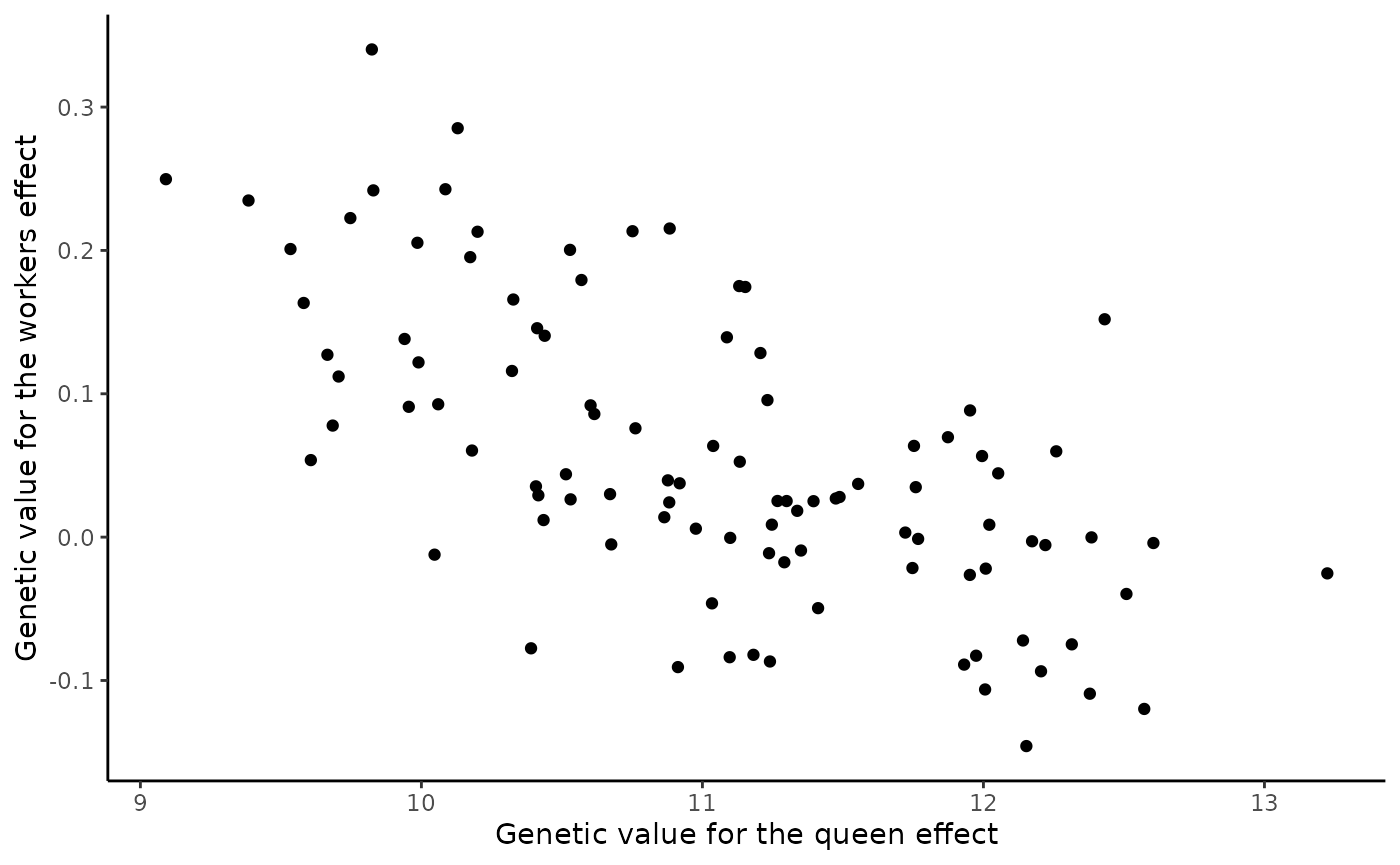 Genetic value for the workers effect
0.3
0.2
0.1
0.0
-0.1
9 10 11 12 13
Genetic value for the queen effect